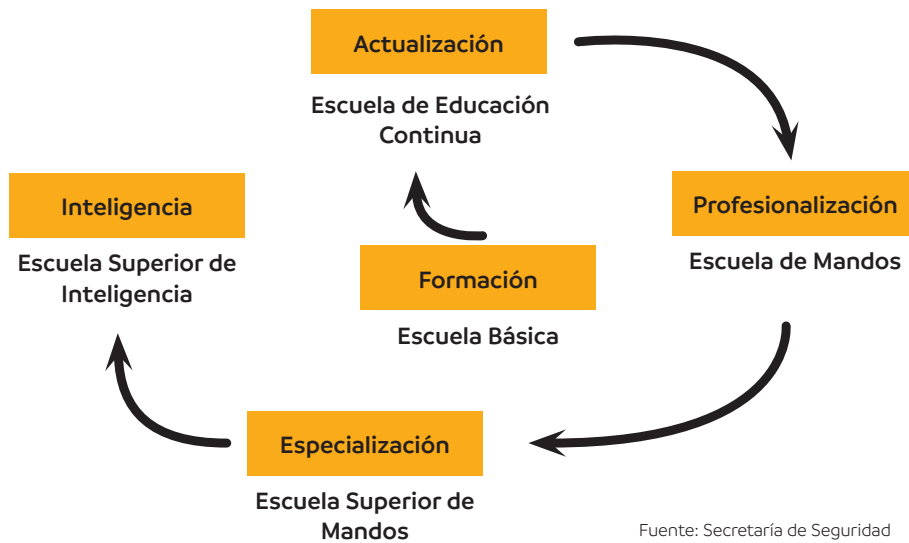 Actualización
Escuela de Educación
Continua
Inteligencia
Escuela Superior de
Inteligencia
Formación
Escuela Básica
Profesionalización
Escuela de Mandos
Especialización
Escuela Superior de
Mandos
Fuente: Secretaría de Seguridad